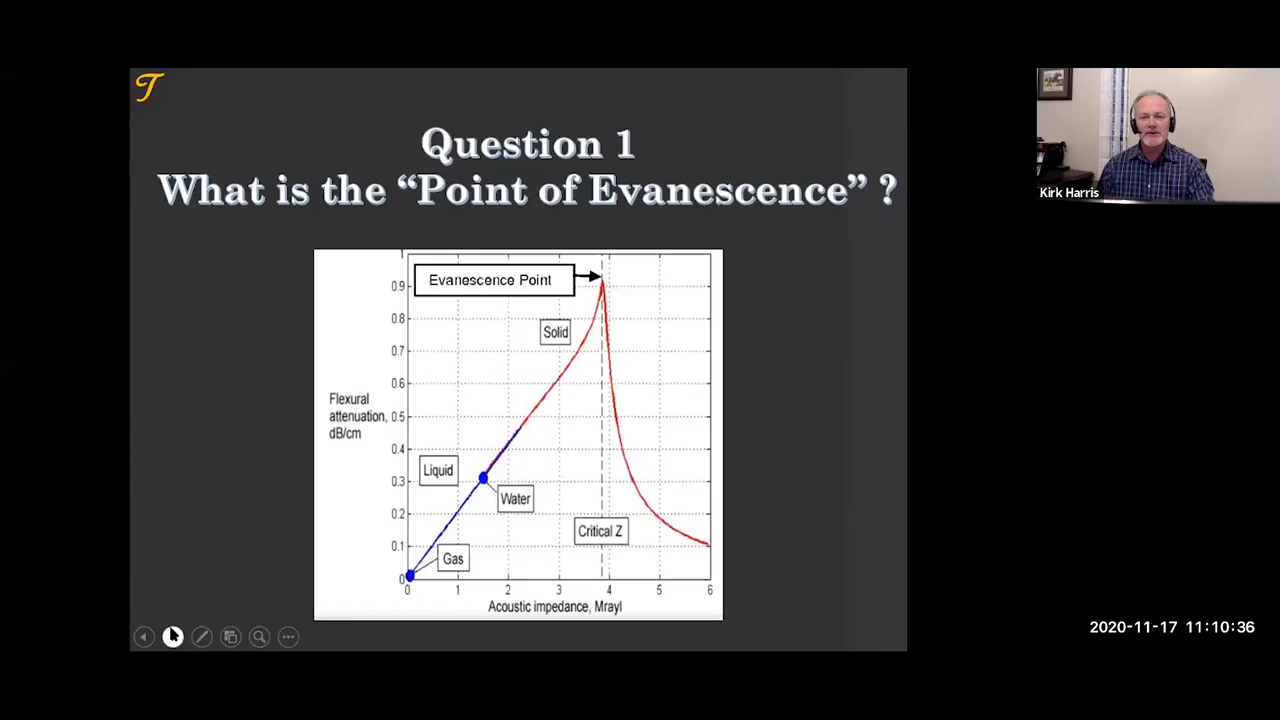 T
Question 1
What is the “Point of Evanescence” ?
Kirk Harris
1
Evanescence Point
0.9
0.8
Solid
0.7
0.6
Flexural
attenuation, 0.5
dB/cm
0.4
Liquid
0.3
Water
0.2
Critical Z
0.1
Gas
0
0 1 2 3 4 5 6
Acoustic impedance, Mrayl
2020-11-17 11:10:36